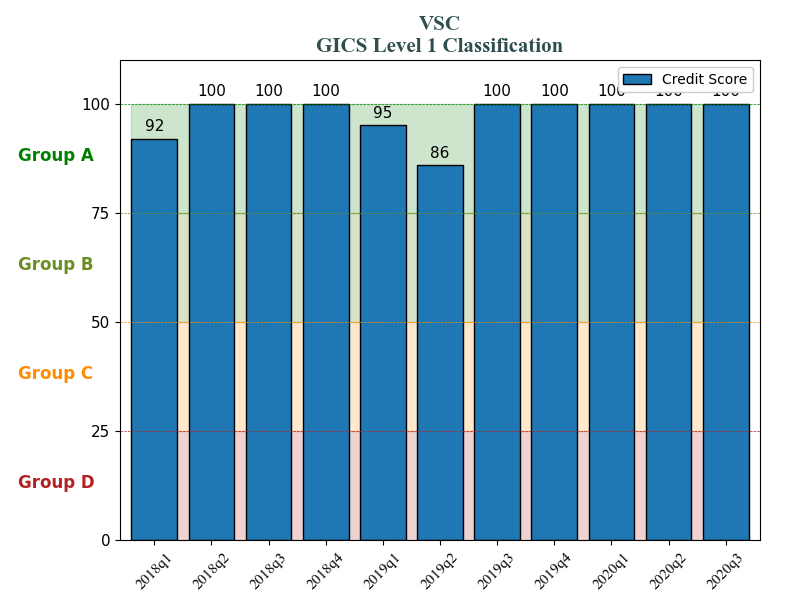 VSC
GICS Level 1 Classification
Credit Score
92 100 100 100 95 86 100 100 100 100 100
100
Group A
75
Group B
50
Group C
25
Group D
0
2018q1 2018q2 2018q3 2018q4 2019q1 2019q2 2019q3 2019q4 2020q1 2020q2 2020q3